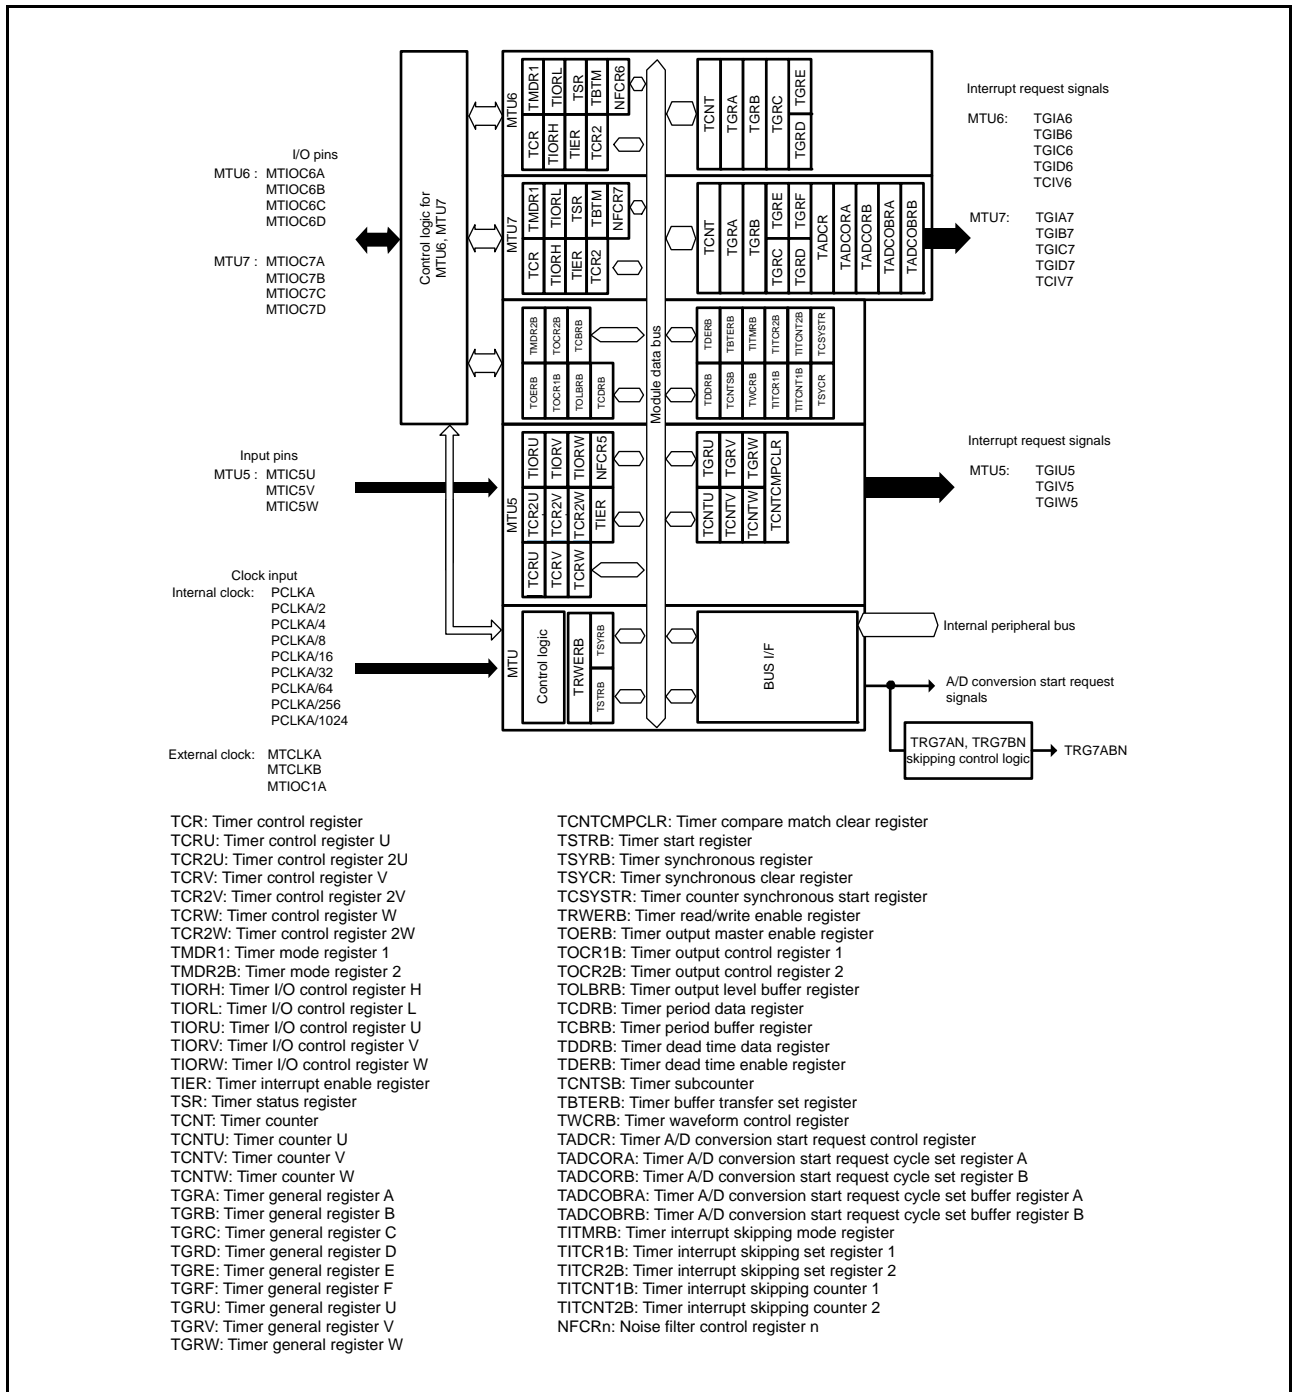 I/O pins
MTU6 : MTIOC6A
MTIOC6B
MTIOC6C
MTIOC6D
MTU7 : MTIOC7A
MTIOC7B
MTIOC7C
MTIOC7D
Input pins
MTU5 : MTIC5U
MTIC5V
MTIC5W
Clock input
Internal clock: PCLKA
PCLKA/2
PCLKA/4
PCLKA/8
PCLKA/16
PCLKA/32
PCLKA/64
PCLKA/256
PCLKA/1024
External clock: MTCLKA
MTCLKB
MTIOC1A
Control logic for
MTU6, MTU7
MTU6
TMDR1
TIORL
TSR
TBTM
NFCR6
TCR
TIORH
TIER
TCR2
TCNT
TGRA
TGRB
TGRC
TGRE
TGRD
MTU7
TMDR1
TIORL
TSR
TBTM
NFCR7
TCR
TIORH
TIER
TCR2
TCNT
TGRA
TGRB
TGRE
TGRC
TGRF
TGRD
TADCR
TADCORA
TADCORB
TADCOBRA
TADCOBRB
TMDR2B
TOCR2B
TCBRB
TOERB
TOCR1B
TOLBRB
TCDRB
Module data bus
TDERB
TBTERB
TITMRB
TITCR2B
TITCNT2B
TCSYSTR
TDDRB
TCNTSB
TWCRB
TITCR1B
TITCNT1B
TSYCR
MTU5
TIORU
TIORV
TIORW
NFCR5
TCR2U
TCR2V
TCR2W
TIER
TCRU
TCRV
TCRW
TGRU
TGRV
TGRW
TCNTCMPCLR
TCNTU
TCNTV
TCNTW
MTU
Control logic
TRWERB
TSYRB
TSTRB
BUS I/F
Interrupt request signals
MTU6: TGIA6
TGIB6
TGIC6
TGID6
TCIV6
MTU7: TGIA7
TGIB7
TGIC7
TGID7
TCIV7
Interrupt request signals
MTU5: TGIU5
TGIV5
TGIW5
Internal peripheral bus
A/D conversion start request
signals
TRG7AN, TRG7BN
skipping control logic
TRG7ABN
TCR: Timer control register
TCRU: Timer control register U
TCR2U: Timer control register 2U
TCRV: Timer control register V
TCR2V: Timer control register 2V
TCRW: Timer control register W
TCR2W: Timer control register 2W
TMDR1: Timer mode register 1
TMDR2B: Timer mode register 2
TIORH: Timer I/O control register H
TIORL: Timer I/O control register L
TIORU: Timer I/O control register U
TIORV: Timer I/O control register V
TIORW: Timer I/O control register W
TIER: Timer interrupt enable register
TSR: Timer status register
TCNT: Timer counter
TCNTU: Timer counter U
TCNTV: Timer counter V
TCNTW: Timer counter W
TGRA: Timer general register A
TGRB: Timer general register B
TGRC: Timer general register C
TGRD: Timer general register D
TGRE: Timer general register E
TGRF: Timer general register F
TGRU: Timer general register U
TGRV: Timer general register V
TGRW: Timer general register W
TCNTCMPCLR: Timer compare match clear register
TSTRB: Timer start register
TSYRB: Timer synchronous register
TSYCR: Timer synchronous clear register
TCSYSTR: Timer counter synchronous start register
TRWERB: Timer read/write enable register
TOERB: Timer output master enable register
TOCR1B: Timer output control register 1
TOCR2B: Timer output control register 2
TOLBRB: Timer output level buffer register
TCDRB: Timer period data register
TCBRB: Timer period buffer register
TDDRB: Timer dead time data register
TDERB: Timer dead time enable register
TCNTSB: Timer subcounter
TBTERB: Timer buffer transfer set register
TWCRB: Timer waveform control register
TADCR: Timer A/D conversion start request control register
TADCORA: Timer A/D conversion start request cycle set register A
TADCORB: Timer A/D conversion start request cycle set register B
TADCOBRA: Timer A/D conversion start request cycle set buffer register A
TADCOBRB: Timer A/D conversion start request cycle set buffer register B
TITMRB: Timer interrupt skipping mode register
TITCR1B: Timer interrupt skipping set register 1
TITCR2B: Timer interrupt skipping set register 2
TITCNT1B: Timer interrupt skipping counter 1
TITCNT2B: Timer interrupt skipping counter 2
NFCRn: Noise filter control register n